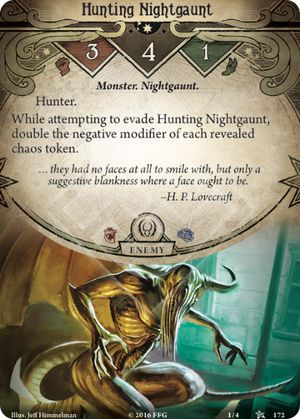 Hunting Nightgaunt
3 4 1
Monster. Nightgaunt.
Hunter.
While attempting to evade Hunting Nightgaunt,
double the negative modifier of each revealed
chaos token.
… they had no faces at all to smile with, but only a
suggestive blankness where a face ought to be.
–H. P. Lovecraft
ENEMY
Illus. Jeff Himmelman
© 2016 FFG
1/4
172